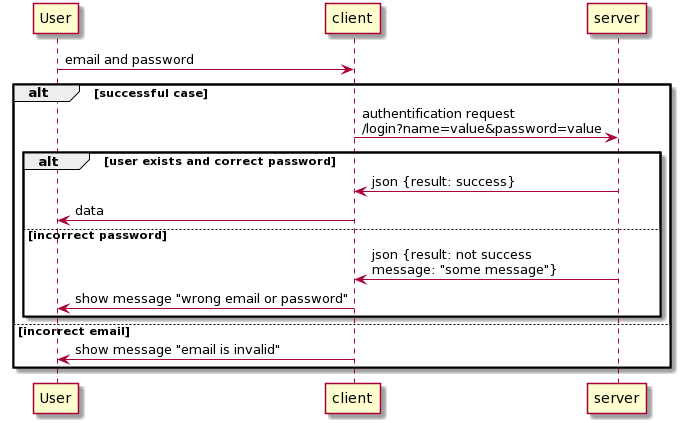 User client server
email and password
alt [successful case]
authentification request
/login?name=value&password=value
alt [user exists and correct password]
json {result: success}
data
[incorrect password]
json {result: not success
message: "some message"}
show message "wrong email or password"
[incorrect email]
show message "email is invalid"
User client server